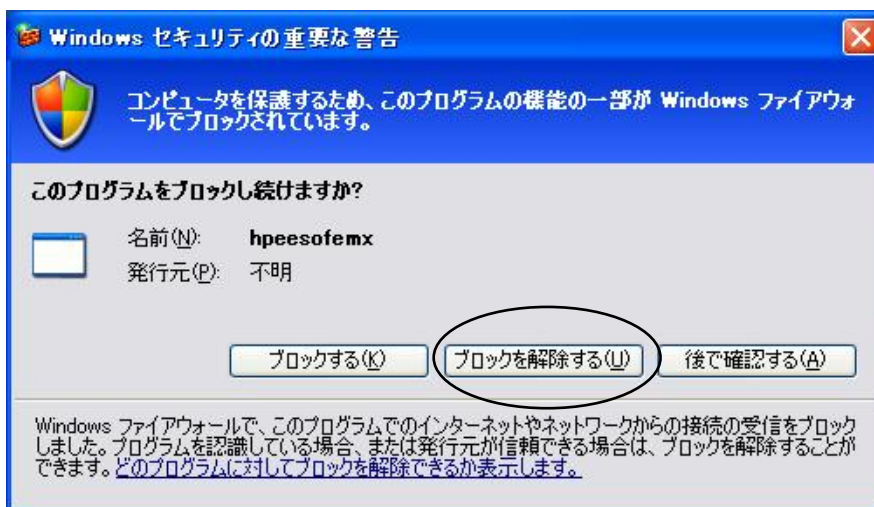 Windows セキュリティの重要な警告
コンピュータを保護するため、このプログラムの機能の一部が Windows ファイアウォ
ールでブロックされています。
このプログラムをブロックし続けますか?
名前(N): hpeesofemx
発行元(P): 不明
ブロックする(K) ブロックを解除する(U) 後で確認する(A)
Windows ファイアウォールで、このプログラムでのインターネットやネットワークからの接続の受信をブロック
しました。プログラムを認識している場合、または発行元が信頼できる場合は、ブロックを解除することが
できます。どのプログラムに対してブロックを解除できるか表示します。